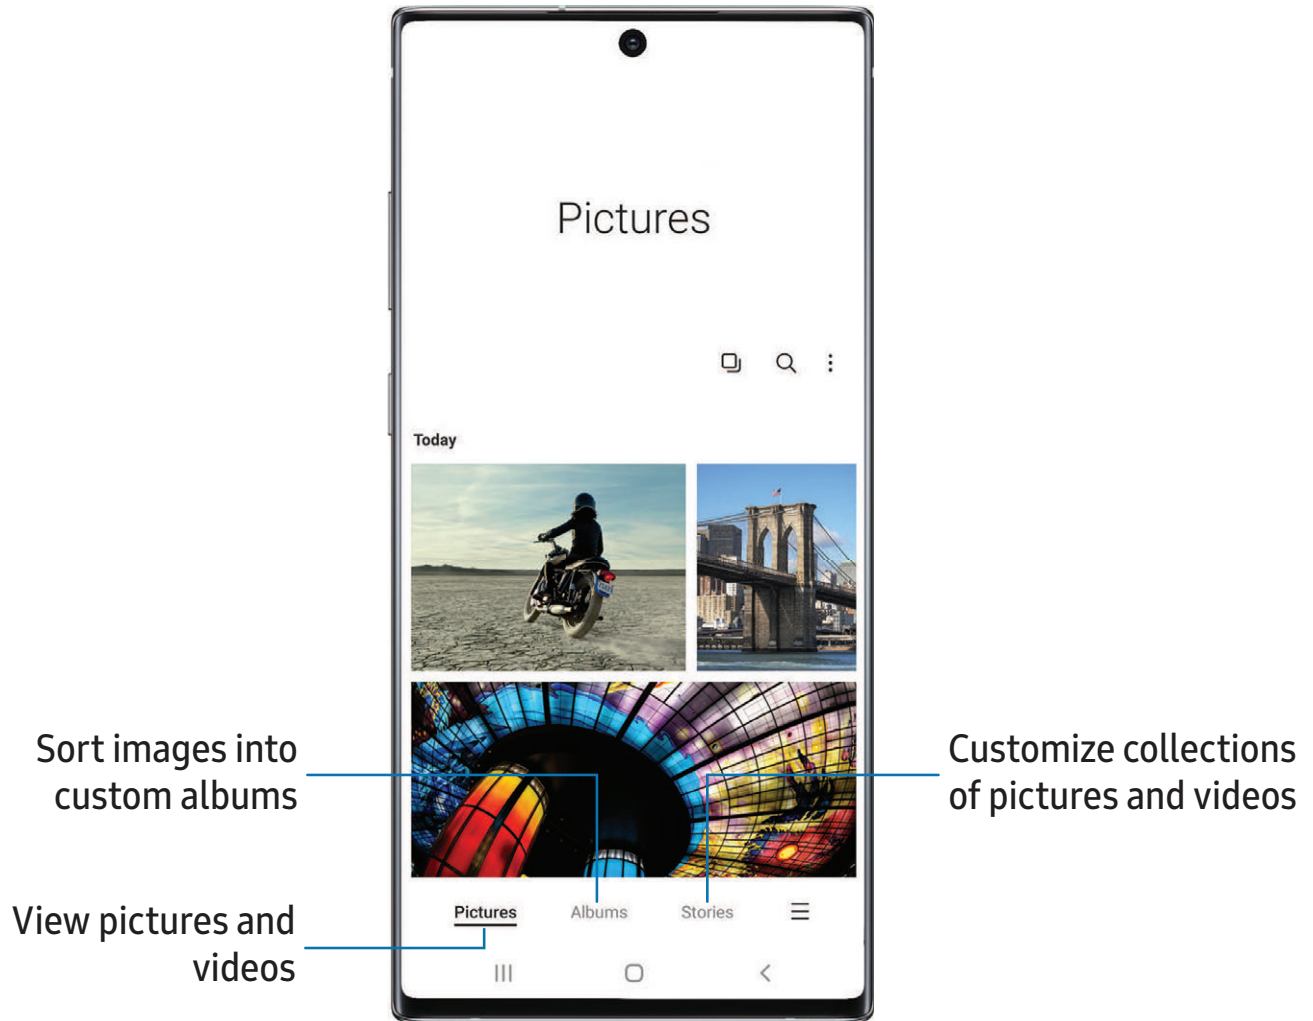 Pictures
Today
Sort images into
custom albums
Customize collections
of pictures and videos
Pictures Albums Stories
View pictures and
videos